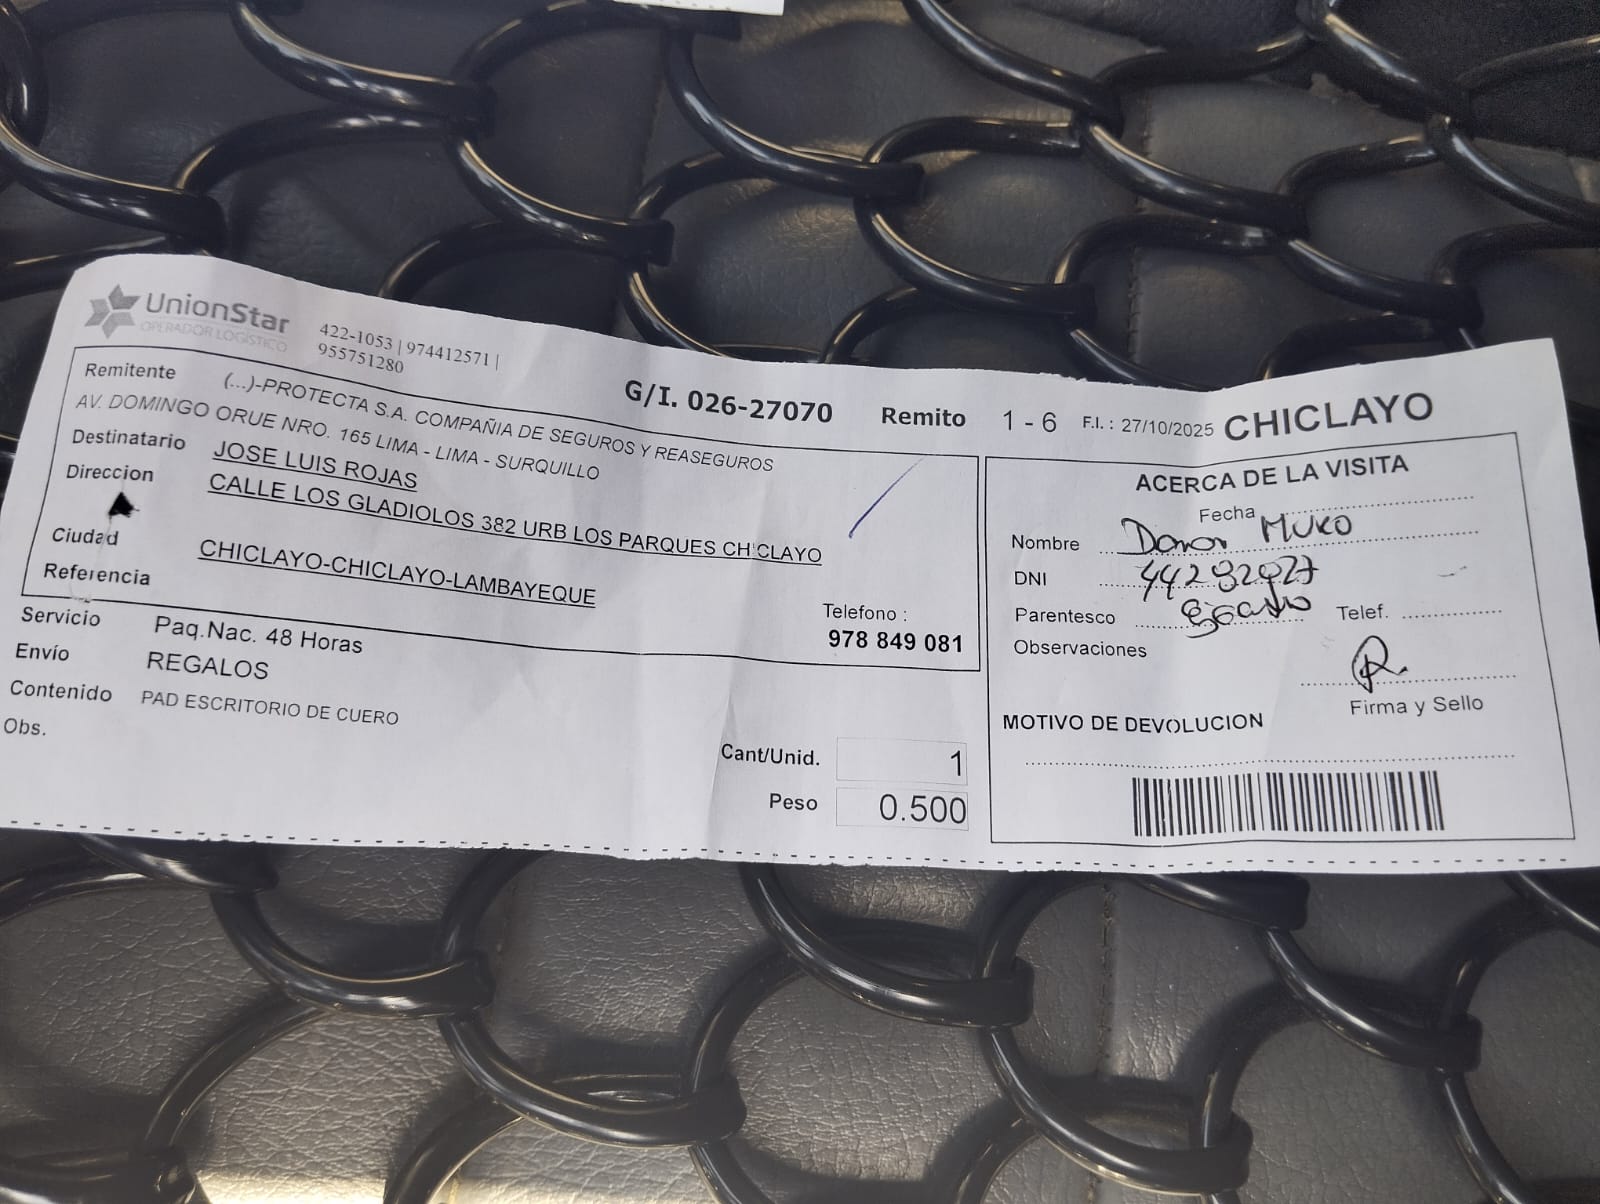 UnionStar
OPERADOR LOGÍSTICO
422-1053 | 974412571 |
955751280
G/I. 026-27070 Remito 1 - 6 F.I. : 27/10/2025 CHICLAYO
Remitente (...)-PROTECTA S.A. COMPAÑIA DE SEGUROS Y REASEGUROS
AV. DOMINGO ORUE NRO. 165 LIMA - LIMA - SURQUILLO
Destinatario JOSE LUIS ROJAS
Direccion CALLE LOS GLADIOLOS 382 URB LOS PARQUES CHICLAYO
Ciudad CHICLAYO-CHICLAYO-LAMBAYEQUE
Referencia
Telefono :
978 849 081
Servicio Paq.Nac. 48 Horas
Envío REGALOS
Contenido PAD ESCRITORIO DE CUERO
Obs.
Cant/Unid. 1
Peso 0.500
ACERCA DE LA VISITA
Fecha
Nombre MURO
DNI
Parentesco Telef.
Observaciones
Firma y Sello
MOTIVO DE DEVOLUCION